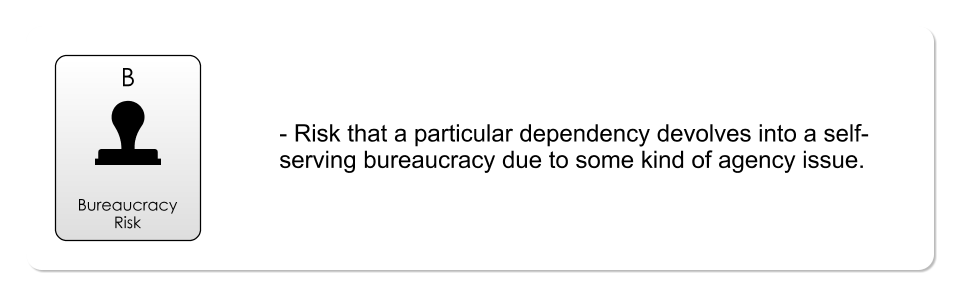 B
Bureaucracy
Risk
- Risk that a particular dependency devolves into a self-
serving bureaucracy due to some kind of agency issue.